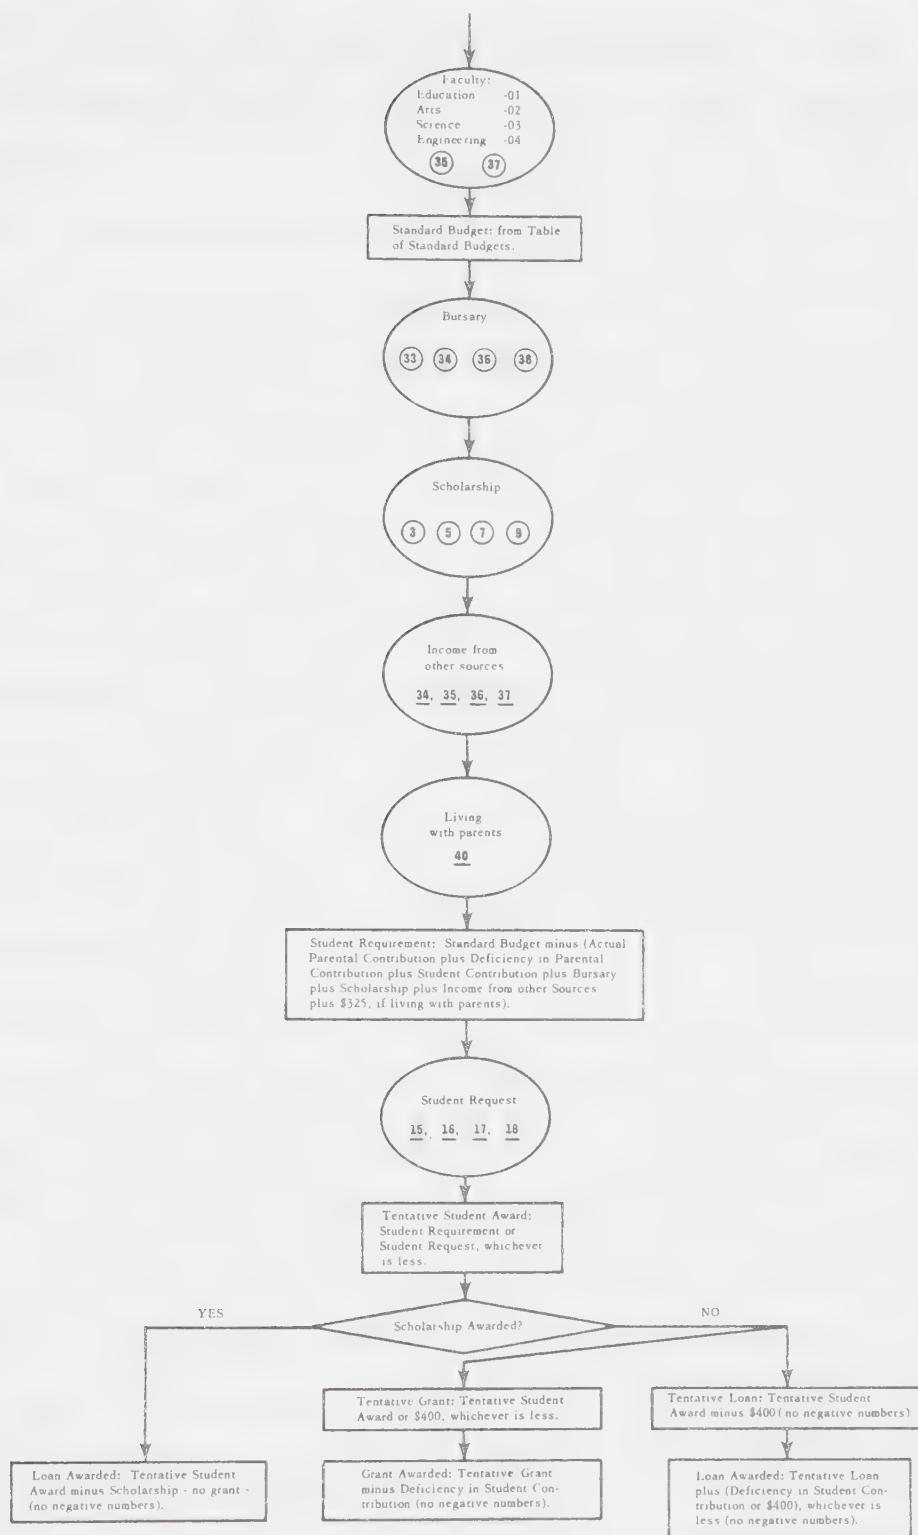 Faculty:
Education -01
Arts -02
Science -03
Engineering -04
35 37
Standard Budget: from Table
of Standard Budgets.
Bursary
33 34 36 38
Scholarship
3 5 7 9
Income from
other sources
34, 35, 36, 37
Living
with parents
40
Student Requirement: Standard Budget minus (Actual
Parental Contribution plus Deficiency in Parental
Contribution plus Student Contribution plus Bursary
plus Scholarship plus Income from other Sources
plus $325, if living with parents).
Student Request
15, 16, 17, 18
Tentative Student Award:
Student Requirement or
Student Request, whichever
is less.
YES
NO
Scholarship Awarded?
Tentative Grant: Tentative Student
Award or $400, whichever is less.
Tentative Loan: Tentative Student
Award minus $400 (no negative numbers)
Loan Awarded: Tentative Student
Award minus Scholarship - no grant -
(no negative numbers).
Grant Awarded: Tentative Grant
minus Deficiency in Student Con-
tribution (no negative numbers).
Loan Awarded: Tentative Loan
plus (Deficiency in Student Con-
tribution or $400), whichever is
less (no negative numbers).